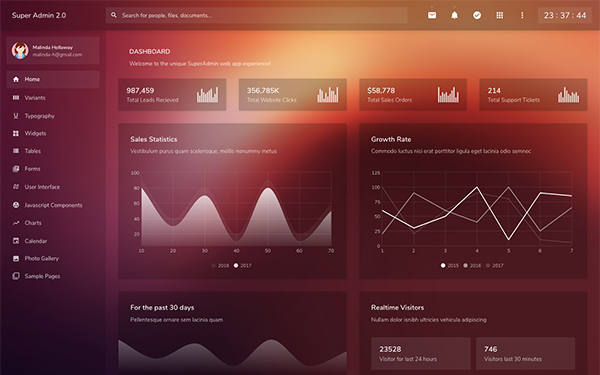 Super Admin 2.0
Search for people, files, documents...
23 : 37 : 44
Malinda Hollaway
malinda-h@gmail.com
Home
Variants
Typography
Widgets
Tables
Forms
User Interface
Javascript Components
Charts
Calendar
Photo Gallery
Sample Pages
DASHBOARD
Welcome to the unique SuperAdmin web app experience!
987,459
Total Leads Recieved
356,785K
Total Website Clicks
$58,778
Total Sales Orders
214
Total Support Tickets
Sales Statistics
Vestibulum purus quam scelerisque, mollis nonummy metus
100
80
60
40
20
0
10 20 30 40 50 60 70
2016 2017
Growth Rate
Commodo luctus nisi erat porttitor ligula eget lacinia odio semnec
125
100
75
50
25
0
1 2 3 4 5 6 7
2015 2016 2017
For the past 30 days
Pellentesque ornare sem lacinia quam
Realtime Visitors
Nullam dolor isnibh ultricies vehicula adipiscing
23528
Visitor for last 24 hours
746
Visitors last 30 minutes